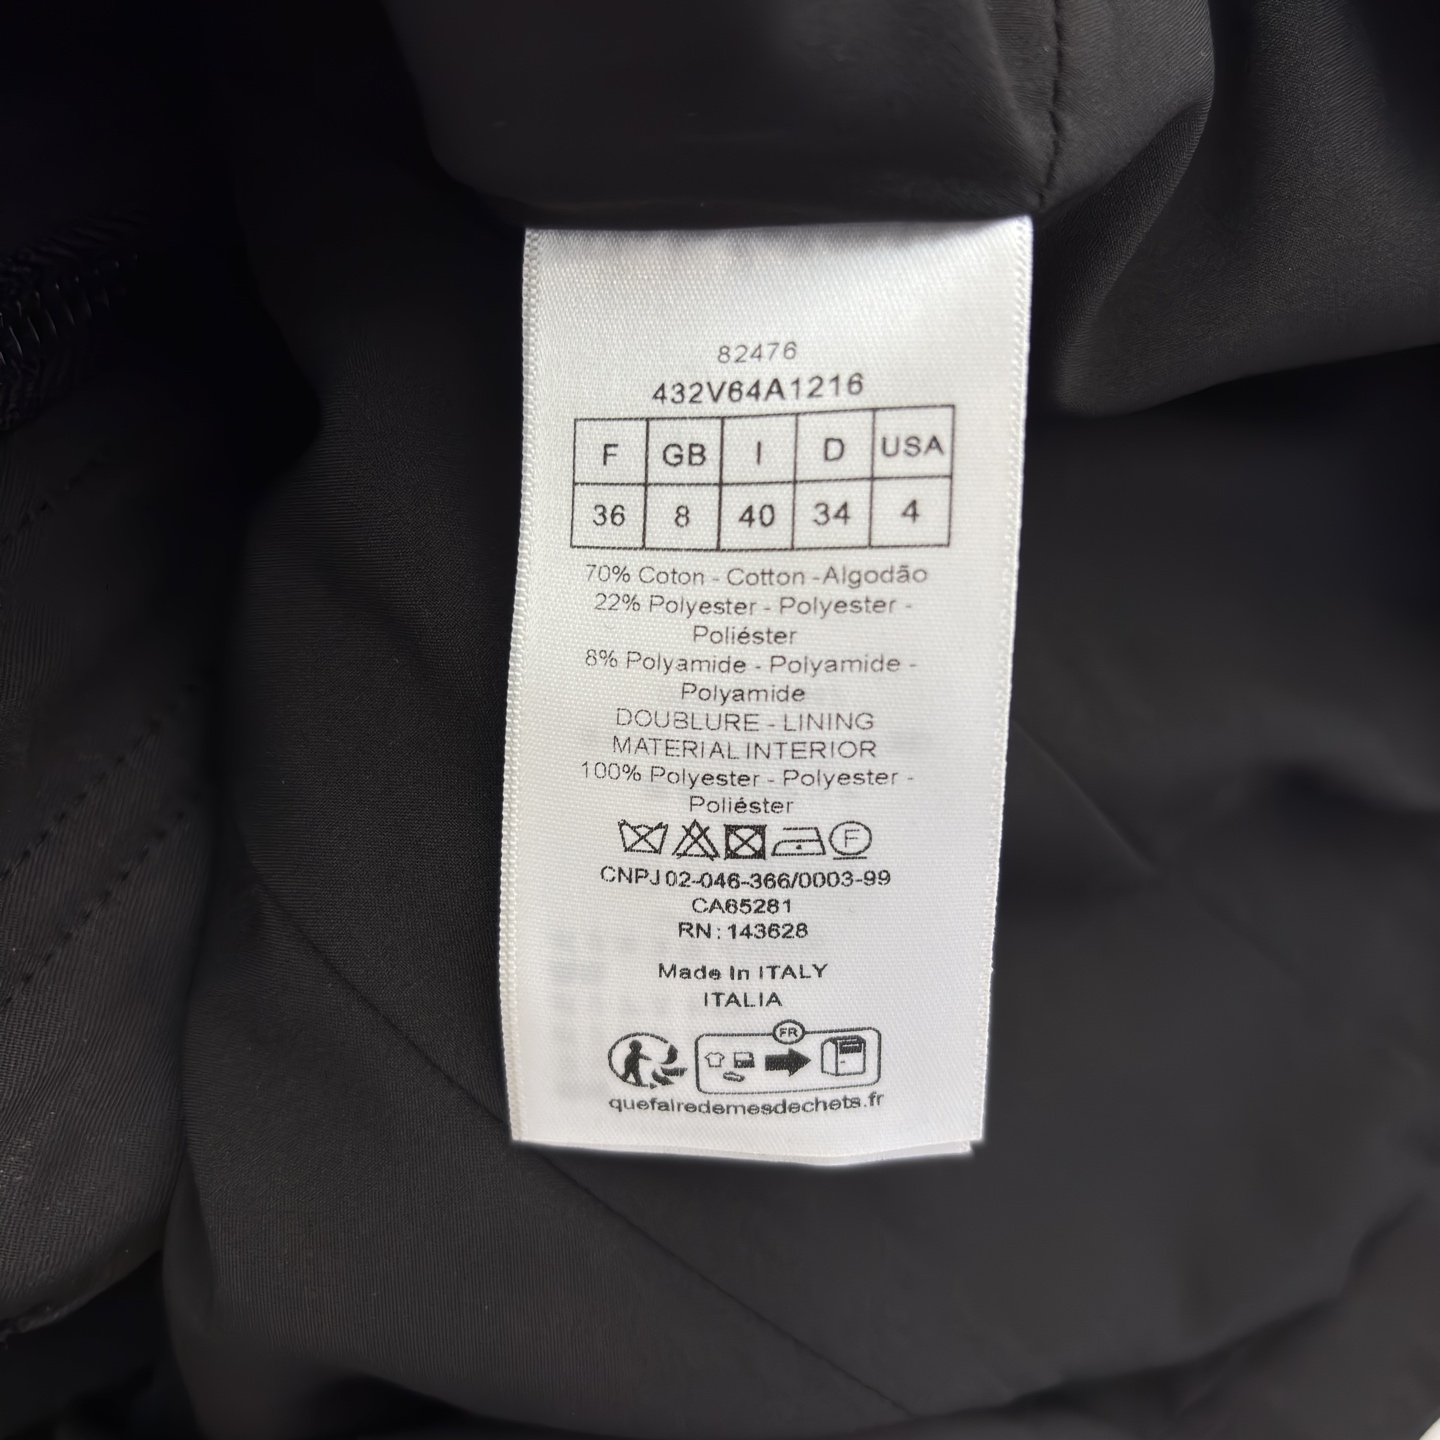 82476
432V64A1216
F GB I D USA
36 8 40 34 4
70% Coton - Cotton -Algodão
22% Polyester - Polyester -
Poliéster
8% Polyamide - Polyamide -
Polyamide
DOUBLURE - LINING
MATERIAL INTERIOR
100% Polyester - Polyester -
Poliéster
F
CNPJ 02-046-366/0003-99
CA65281
RN: 143628
Made In ITALY
ITALIA
FR
quefairedemesdechets.fr